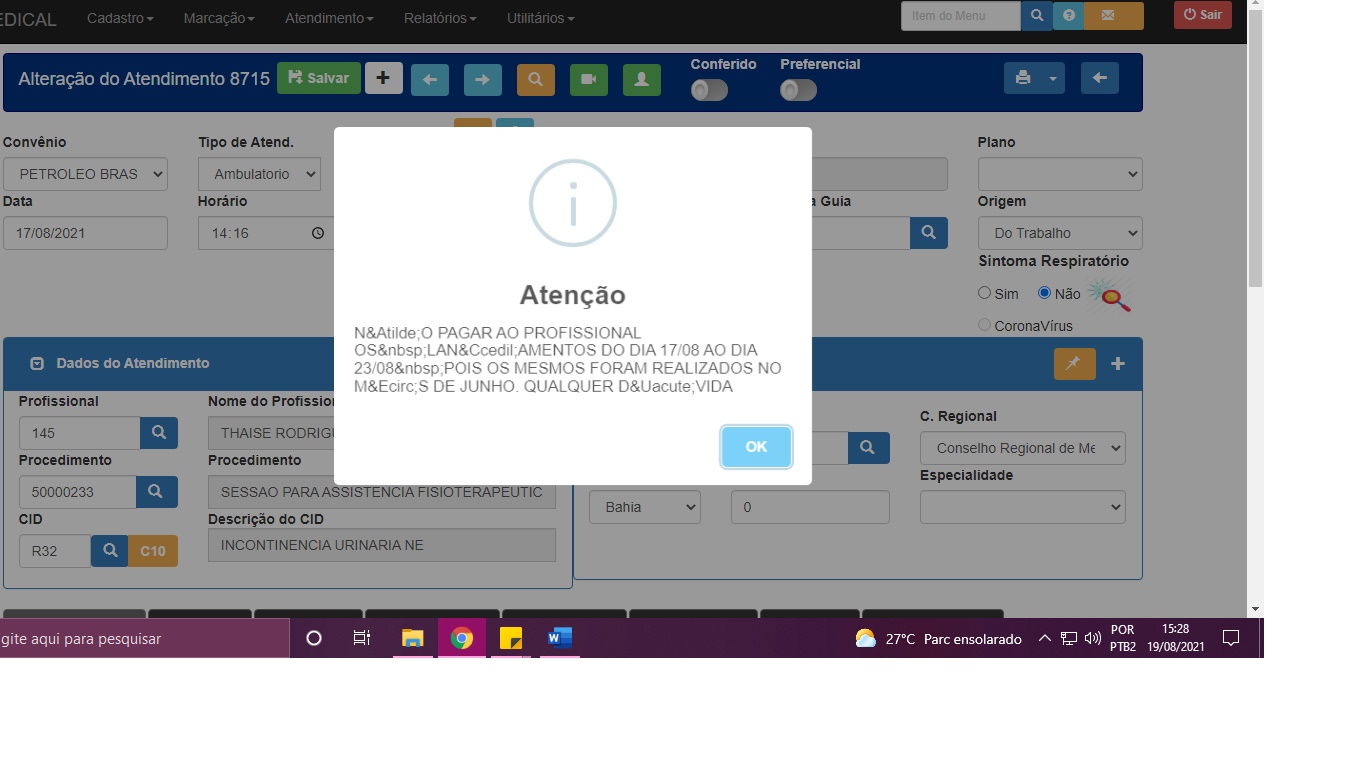 EDICAL Cadastro Marcação Atendimento Relatórios Utilitários Item do Menu Sair
Alteração do Atendimento 8715 Salvar Conferido Preferencial
Convênio Tipo de Atend. Plano
PETROLEO BRAS Ambulatorio
Data Horário a Guia Origem
17/08/2021 14:16 Do Trabalho
Sintoma Respiratório
Sim Não
CoronaVírus
Atenção
N&Atilde;O PAGAR AO PROFISSIONAL
OS&nbsp;LAN&Ccedil;AMENTOS DO DIA 17/08 AO DIA
23/08&nbsp;POIS OS MESMOS FORAM REALIZADOS NO
M&Ecirc;S DE JUNHO. QUALQUER D&Uacute;VIDA
OK
Dados do Atendimento
Profissional Nome do Profission C. Regional
145 THAISE RODRIGU Conselho Regional de Me
Procedimento Procedimento Especialidade
50000233 SESSAO PARA ASSISTENCIA FISIOTERAPEUTIC Bahia 0
CID Descrição do CID
R32 C10 INCONTINENCIA URINARIA NE
gite aqui para pesquisar 27°C Parc ensolarado POR 15:28
PTB2 19/08/2021